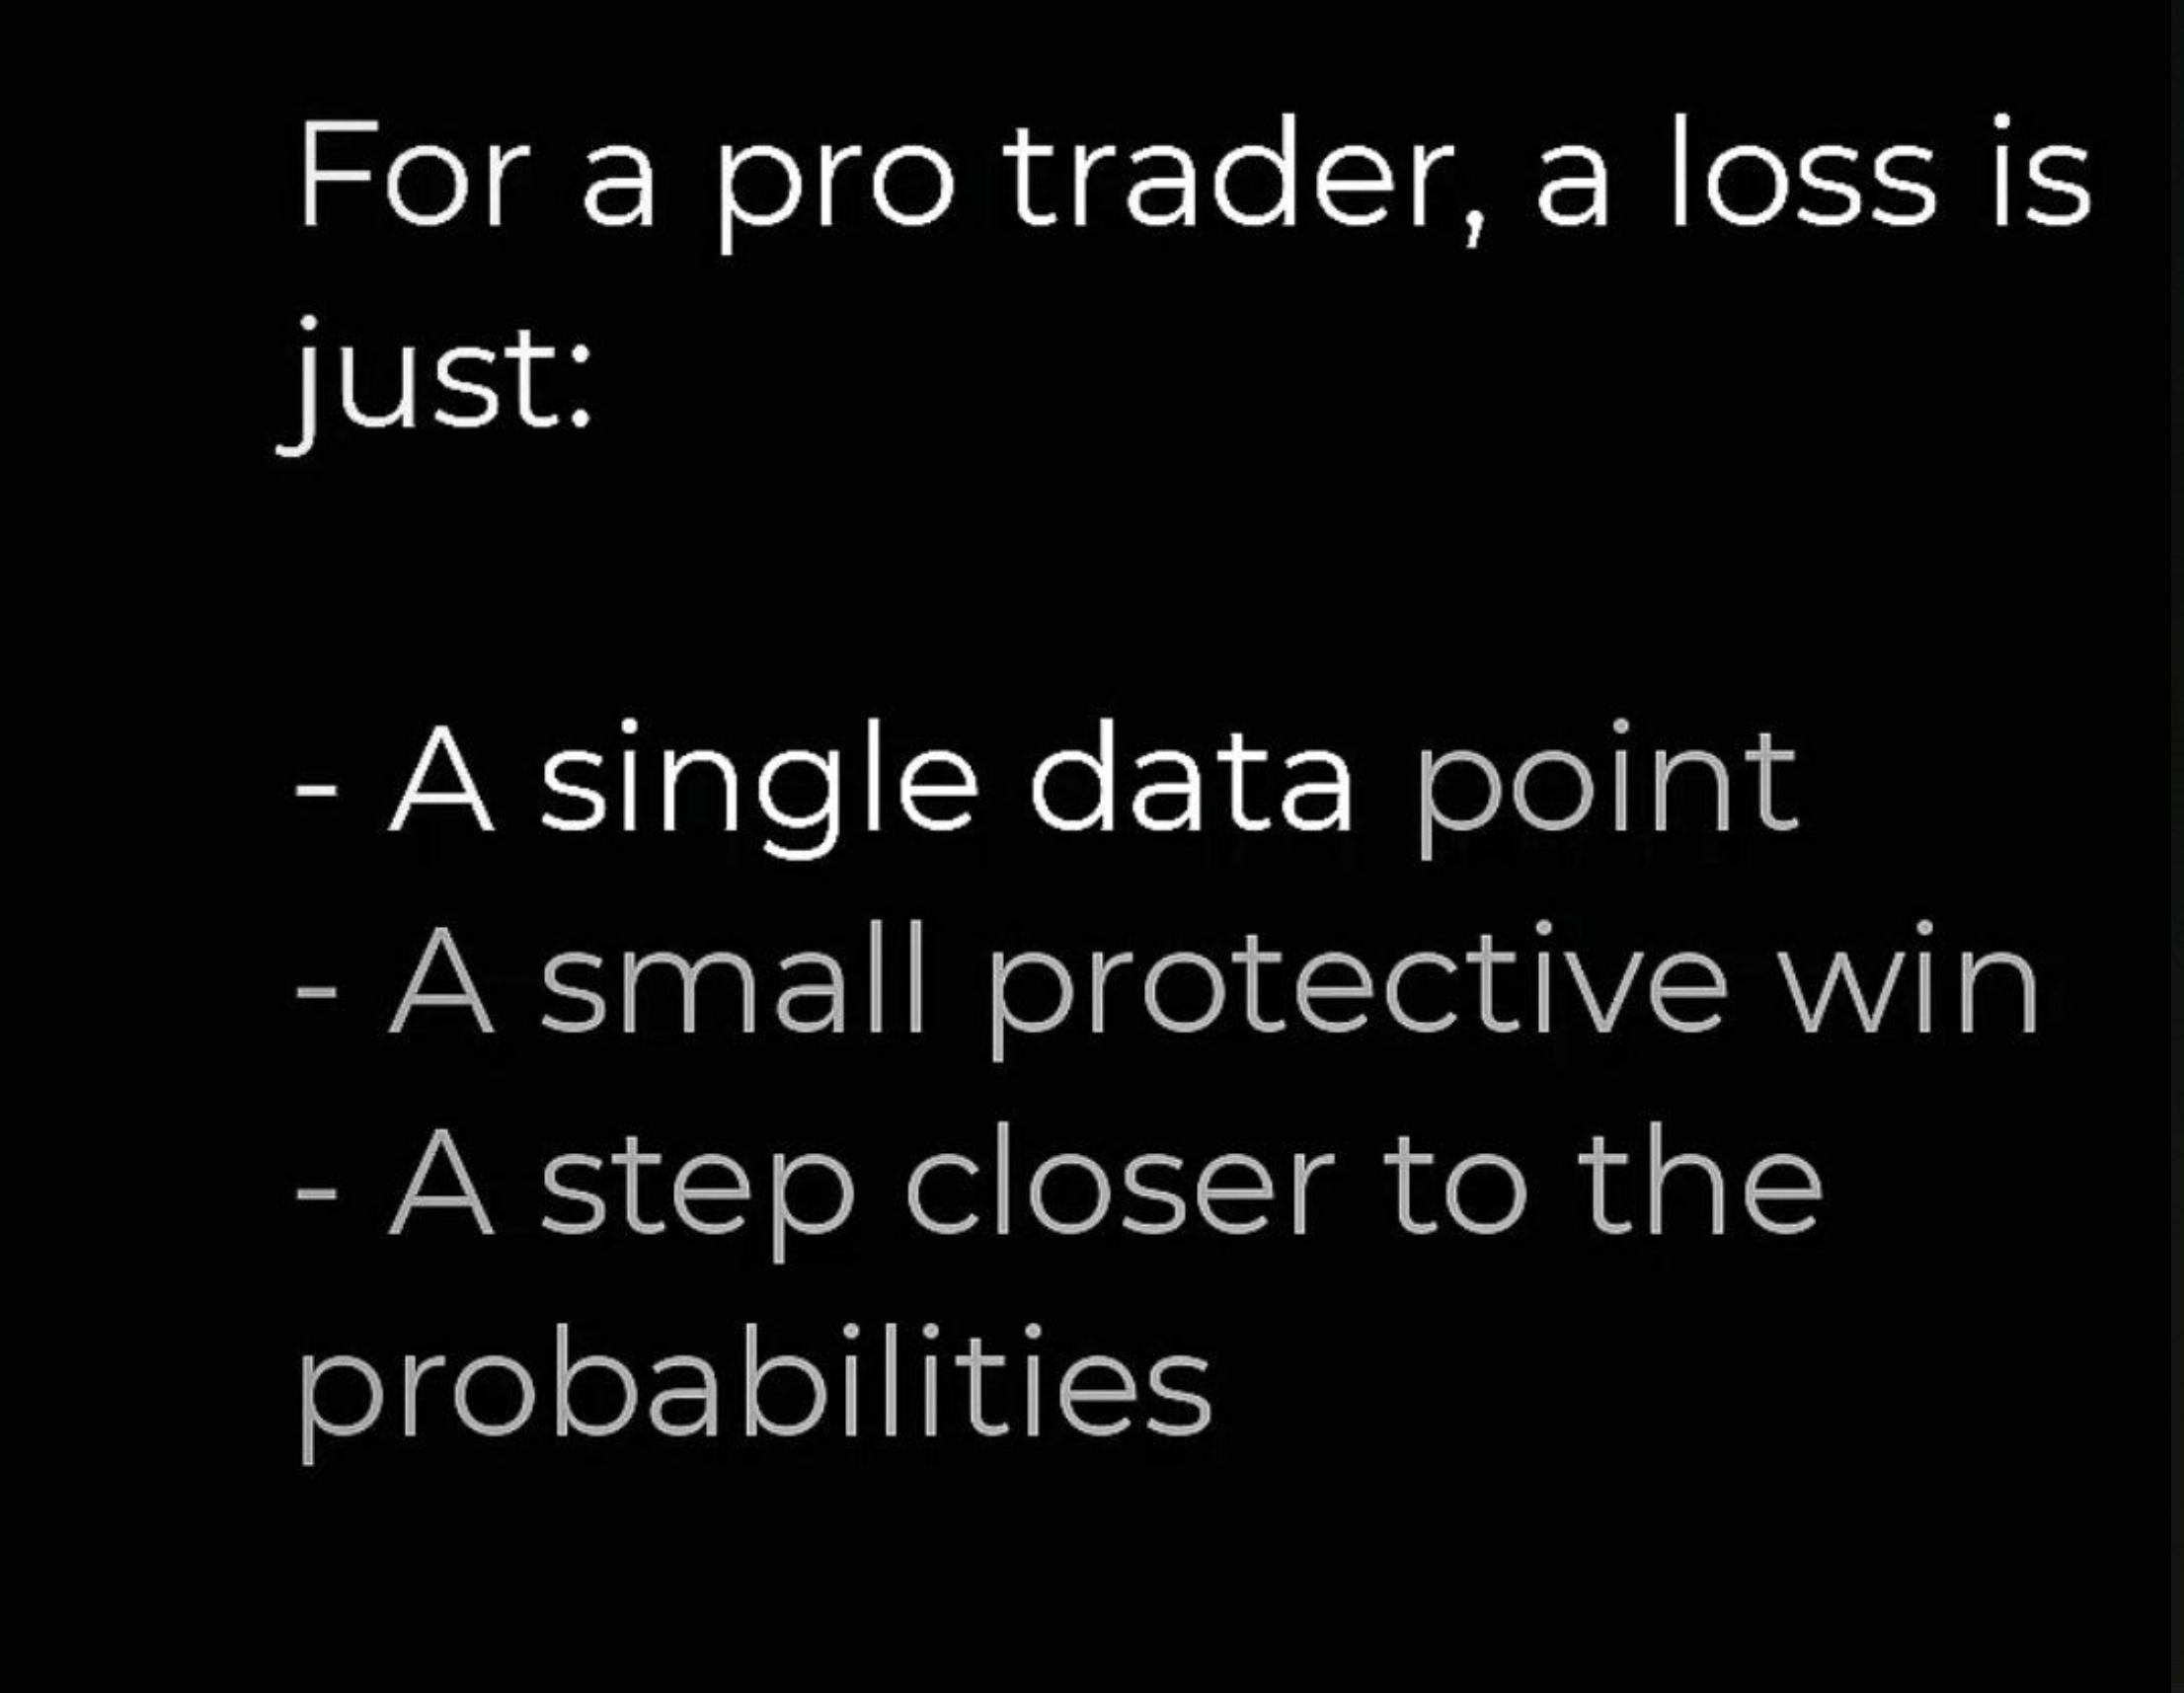 For a pro trader, a loss is
just:
- A single data point
- A small protective win
- A step closer to the
probabilities